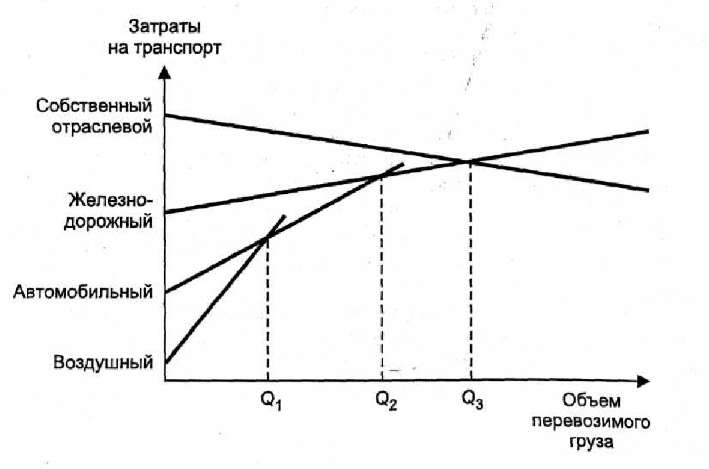 Затраты
на транспорт
Собственный
отраслевой
Железно-
дорожный
Автомобильный
Воздушный
Q1
Q2
Q3
Объем
перевозимого
груза